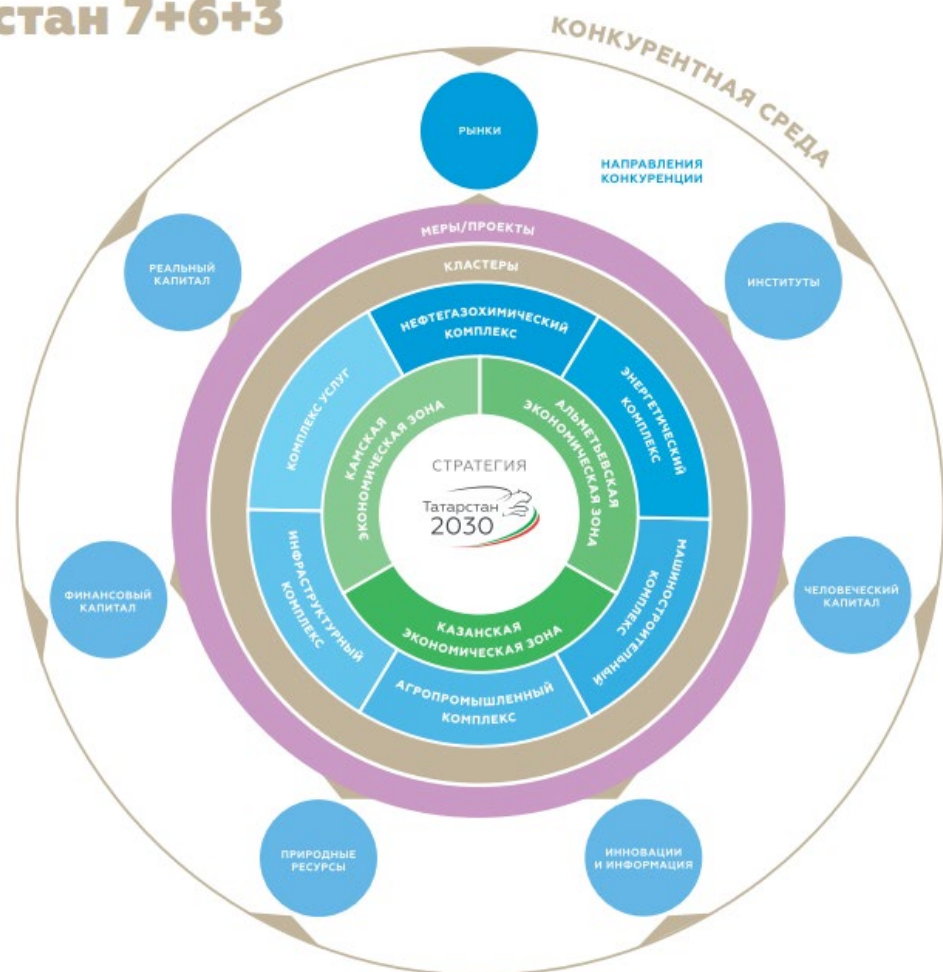 стан 7+6+3
КОНКУРЕНТНАЯ СРЕДА
РЫНКИ
НАПРАВЛЕНИЯ
КОНКУРЕНЦИИ
МЕРЫ/ПРОЕКТЫ
КЛАСТЕРЫ
РЕАЛЬНЫЙ
КАПИТАЛ
ИНСТИТУТЫ
НЕФТЕГАЗОХИМИЧЕСКИЙ
КОМПЛЕКС
ЭНЕРГЕТИЧЕСКИЙ
КОМПЛЕКС
КОМПЛЕКС УСЛУГ
КАМСКАЯ
ЭКОНОМИЧЕСКАЯ ЗОНА
АЛЬМЕТЬЕВСКАЯ
ЭКОНОМИЧЕСКАЯ ЗОНА
СТРАТЕГИЯ
Татарстан
2030
ФИНАНСОВЫЙ
КАПИТАЛ
ИНФРАСТРУКТУРНЫЙ
КОМПЛЕКС
МАШИНОСТРОИТЕЛЬНЫЙ
КОМПЛЕКС
ЧЕЛОВЕЧЕСКИЙ
КАПИТАЛ
КАЗАНСКАЯ
ЭКОНОМИЧЕСКАЯ ЗОНА
АГРОПРОМЫШЛЕННЫЙ
КОМПЛЕКС
ПРИРОДНЫЕ
РЕСУРСЫ
ИННОВАЦИИ
И ИНФОРМАЦИЯ